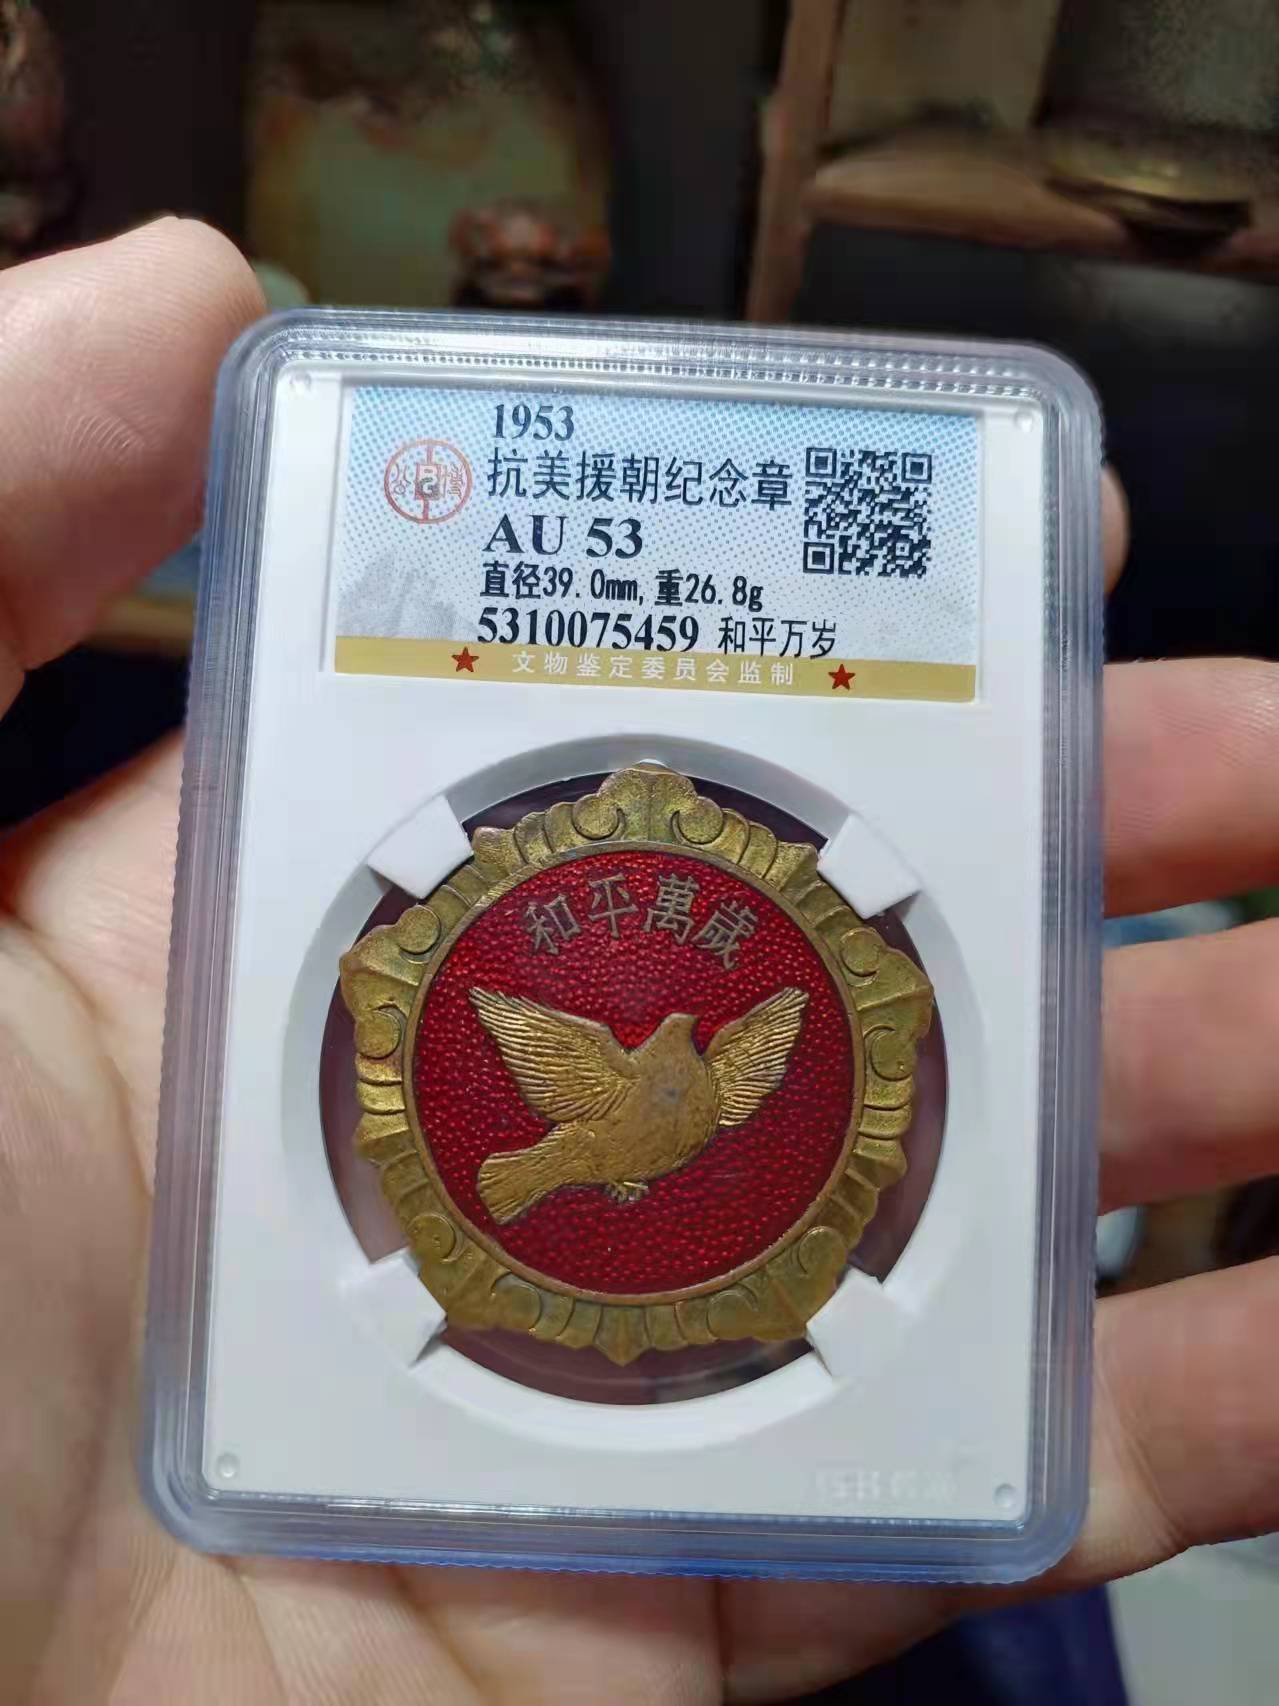 1953
抗美援朝纪念章
AU 53
直径39.0mm,重26.8g
5310075459 和平万岁
文物鉴定委员会监制
和平萬歲